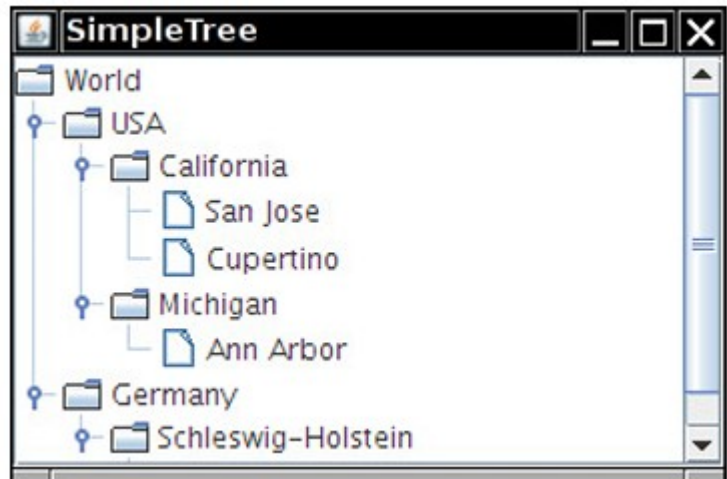 SimpleTree
World
USA
California
San Jose
Cupertino
Michigan
Ann Arbor
Germany
Schleswig-Holstein